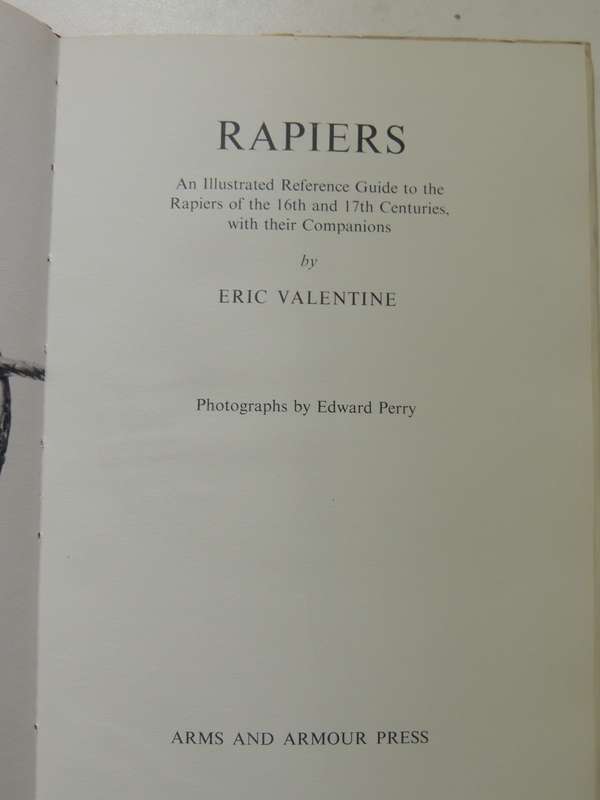 RAPIERS
An Illustrated Reference Guide to the
Rapiers of the 16th and 17th Centuries,
with their Companions
by
ERIC VALENTINE
Photographs by Edward Perry
ARMS AND ARMOUR PRESS